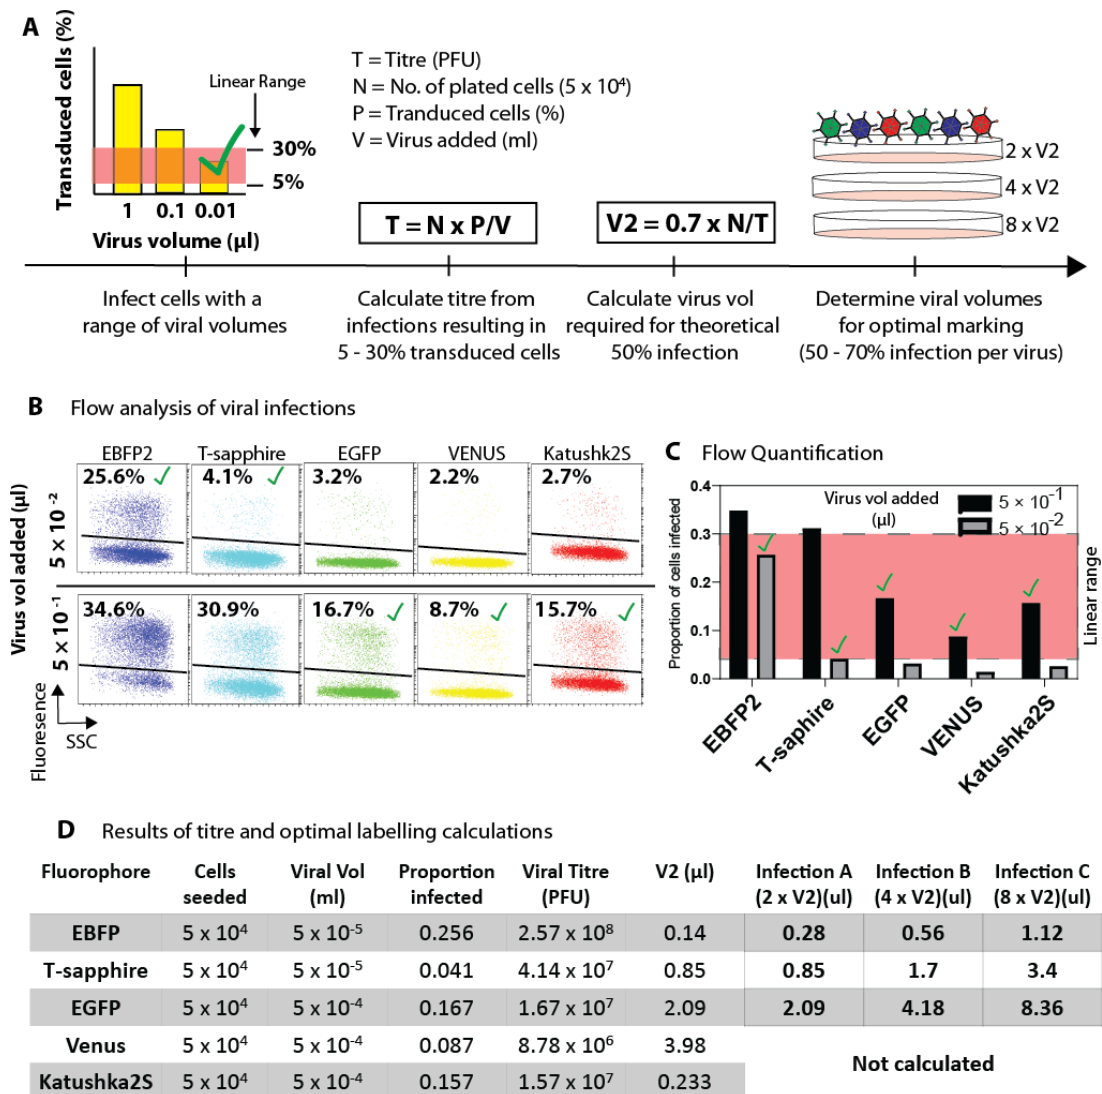 A
Transduced cells (%)
Linear Range
30%
5%
1 0.1 0.01
Virus volume (µl)
T = Titre (PFU)
N = No. of plated cells (5 x 10⁴)
P = Tranduced cells (%)
V = Virus added (ml)
T = N x P/V
V2 = 0.7 x N/T
2 x V2
4 x V2
8 x V2
Infect cells with a
range of viral volumes
Calculate titre from
infections resulting in
5 - 30% transduced cells
Calculate virus vol
required for theoretical
50% infection
Determine viral volumes
for optimal marking
(50 - 70% infection per virus)
B Flow analysis of viral infections
EBFP2 T-sapphire EGFP VENUS Katushk2S
Virus vol added (µl)
5 × 10 ⁻²
25.6% 4.1% 3.2% 2.2% 2.7%
5 × 10 ⁻¹
34.6% 30.9% 16.7% 8.7% 15.7%
Fluoresence
SSC
C Flow Quantification
Proportion of cells infected
0.4
0.3
0.2
0.1
0.0
Virus vol added
(µl)
5 × 10⁻¹
5 × 10⁻²
Linear range
EBFP2 T-saphire EGFP VENUS Katushka2S
D Results of titre and optimal labelling calculations
Fluorophore Cells seeded Viral Vol (ml) Proportion infected Viral Titre (PFU) V2 (µl) Infection A (2 x V2)(ul) Infection B (4 x V2)(ul) Infection C (8 x V2)(ul)
EBFP 5 x 10⁴ 5 x 10⁻⁵ 0.256 2.57 x 10⁸ 0.14 0.28 0.56 1.12
T-sapphire 5 x 10⁴ 5 x 10⁻⁵ 0.041 4.14 x 10⁷ 0.85 0.85 1.7 3.4
EGFP 5 x 10⁴ 5 x 10⁻⁴ 0.167 1.67 x 10⁷ 2.09 2.09 4.18 8.36
Venus 5 x 10⁴ 5 x 10⁻⁴ 0.087 8.78 x 10⁶ 3.98
Katushka2S 5 x 10⁴ 5 x 10⁻⁴ 0.157 1.57 x 10⁷ 0.233
Not calculated